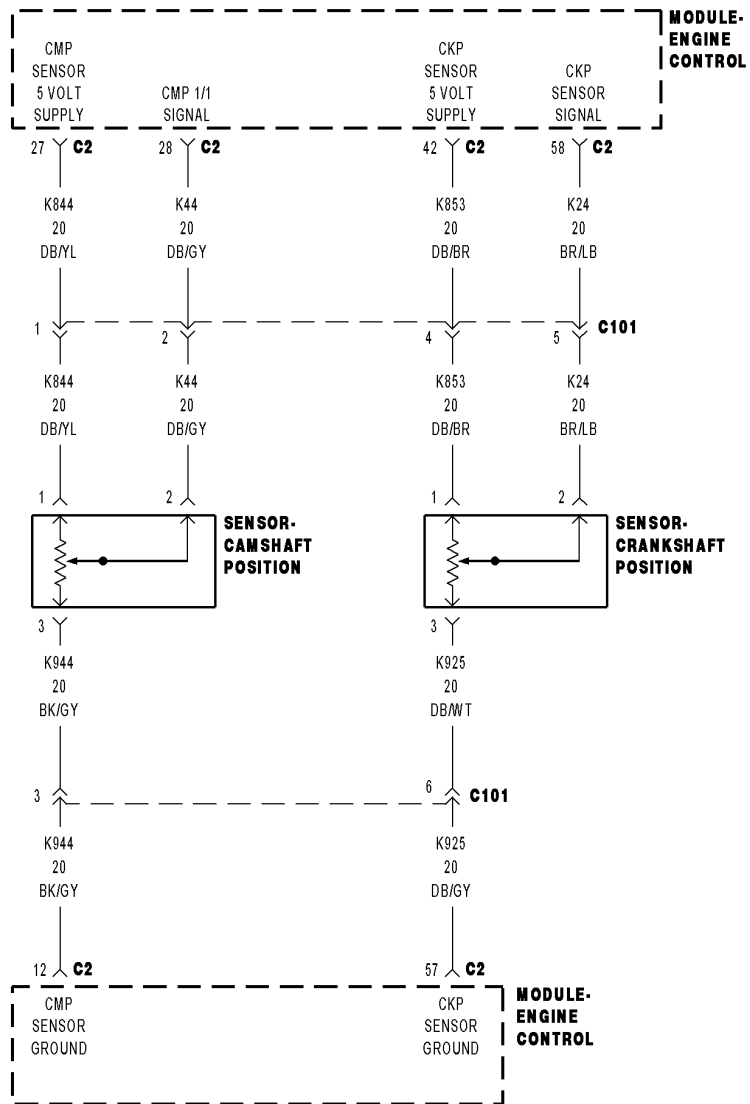 MODULE-
ENGINE
CONTROL
CMP
SENSOR
5 VOLT
SUPPLY
CMP 1/1
SIGNAL
CKP
SENSOR
5 VOLT
SUPPLY
CKP
SENSOR
SIGNAL
27 C2 28 C2 42 C2 58 C2
K844 K44 K853 K24
20 20 20 20
DB/YL DB/GY DB/BR BR/LB
1 2 4 5 C101
K844 K44 K853 K24
20 20 20 20
DB/YL DB/GY DB/BR BR/LB
1 2 1 2
SENSOR-
CAMSHAFT
POSITION
SENSOR-
CRANKSHAFT
POSITION
3 3
K944 K925
20 20
BK/GY DB/WT
3 6 C101
K944 K925
20 20
BK/GY DB/GY
12 C2 57 C2
CMP
SENSOR
GROUND
CKP
SENSOR
GROUND
MODULE-
ENGINE
CONTROL